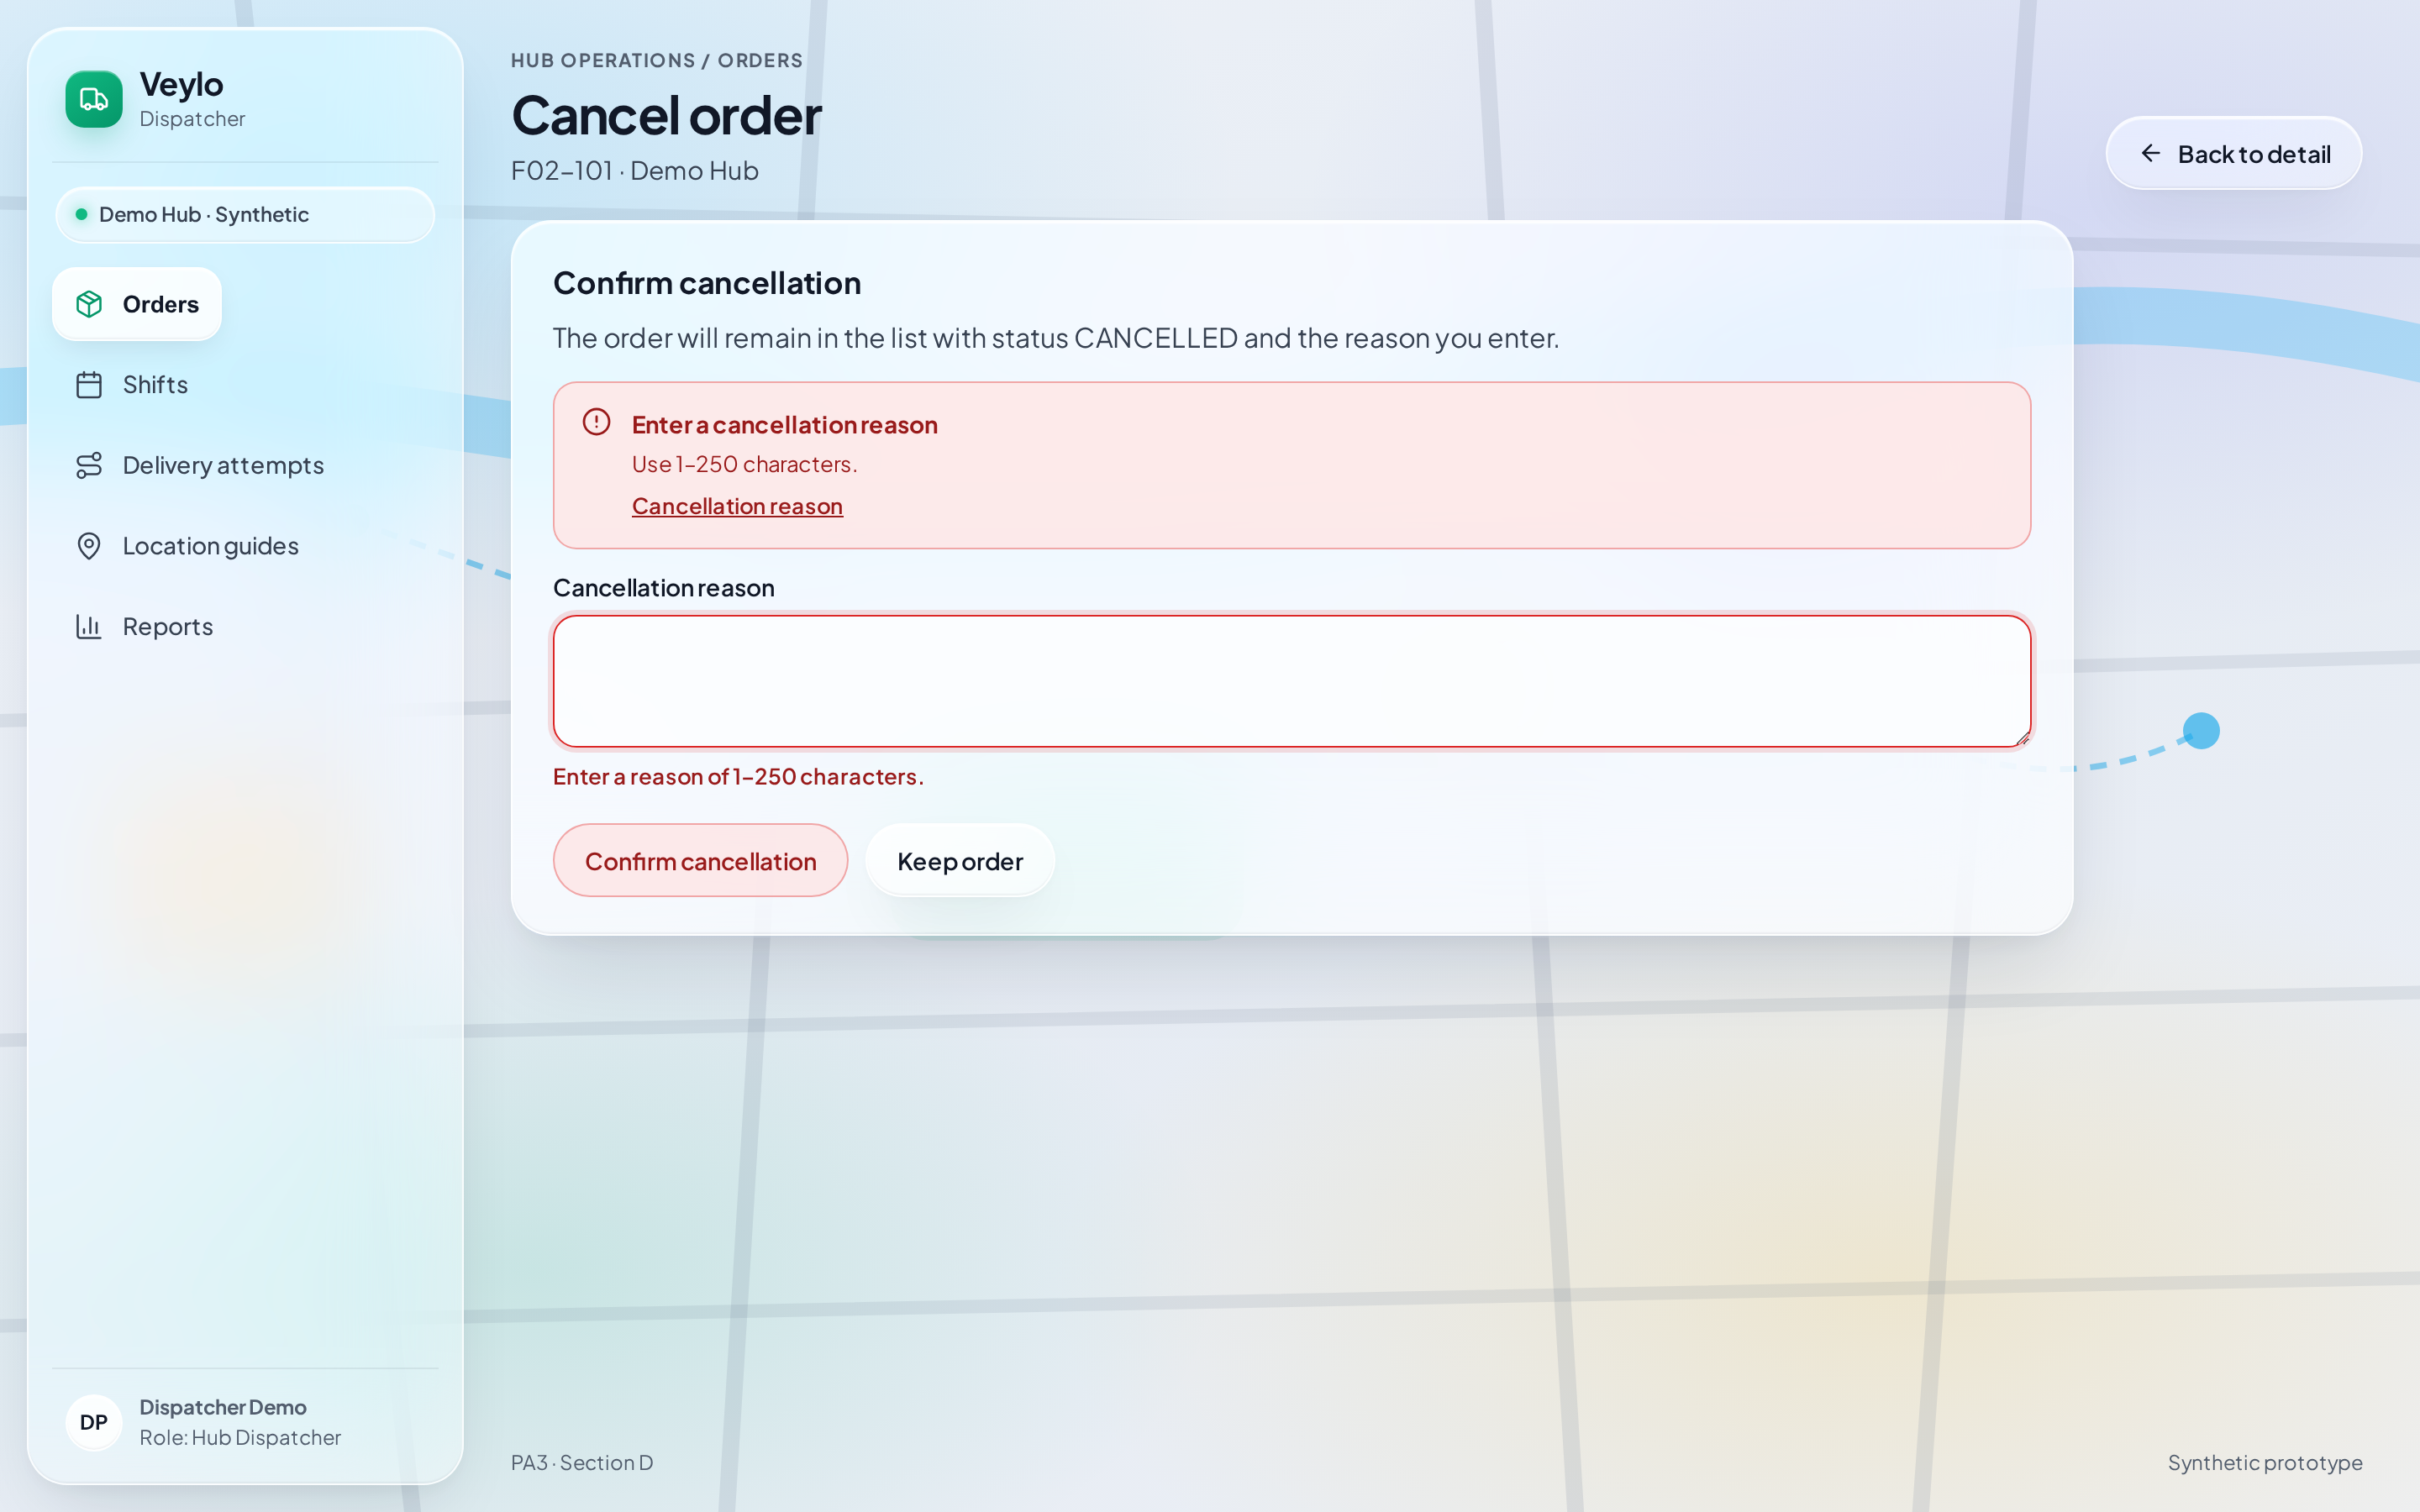 Veylo
Dispatcher
Demo Hub · Synthetic
Orders
Shifts
Delivery attempts
Location guides
Reports
DP
Dispatcher Demo
Role: Hub Dispatcher
HUB OPERATIONS / ORDERS
Cancel order
F02–101 · Demo Hub
Back to detail
Confirm cancellation
The order will remain in the list with status CANCELLED and the reason you enter.
Enter a cancellation reason
Use 1–250 characters.
Cancellation reason
Cancellation reason
Enter a reason of 1–250 characters.
Confirm cancellation
Keep order
PA3 · Section D
Synthetic prototype